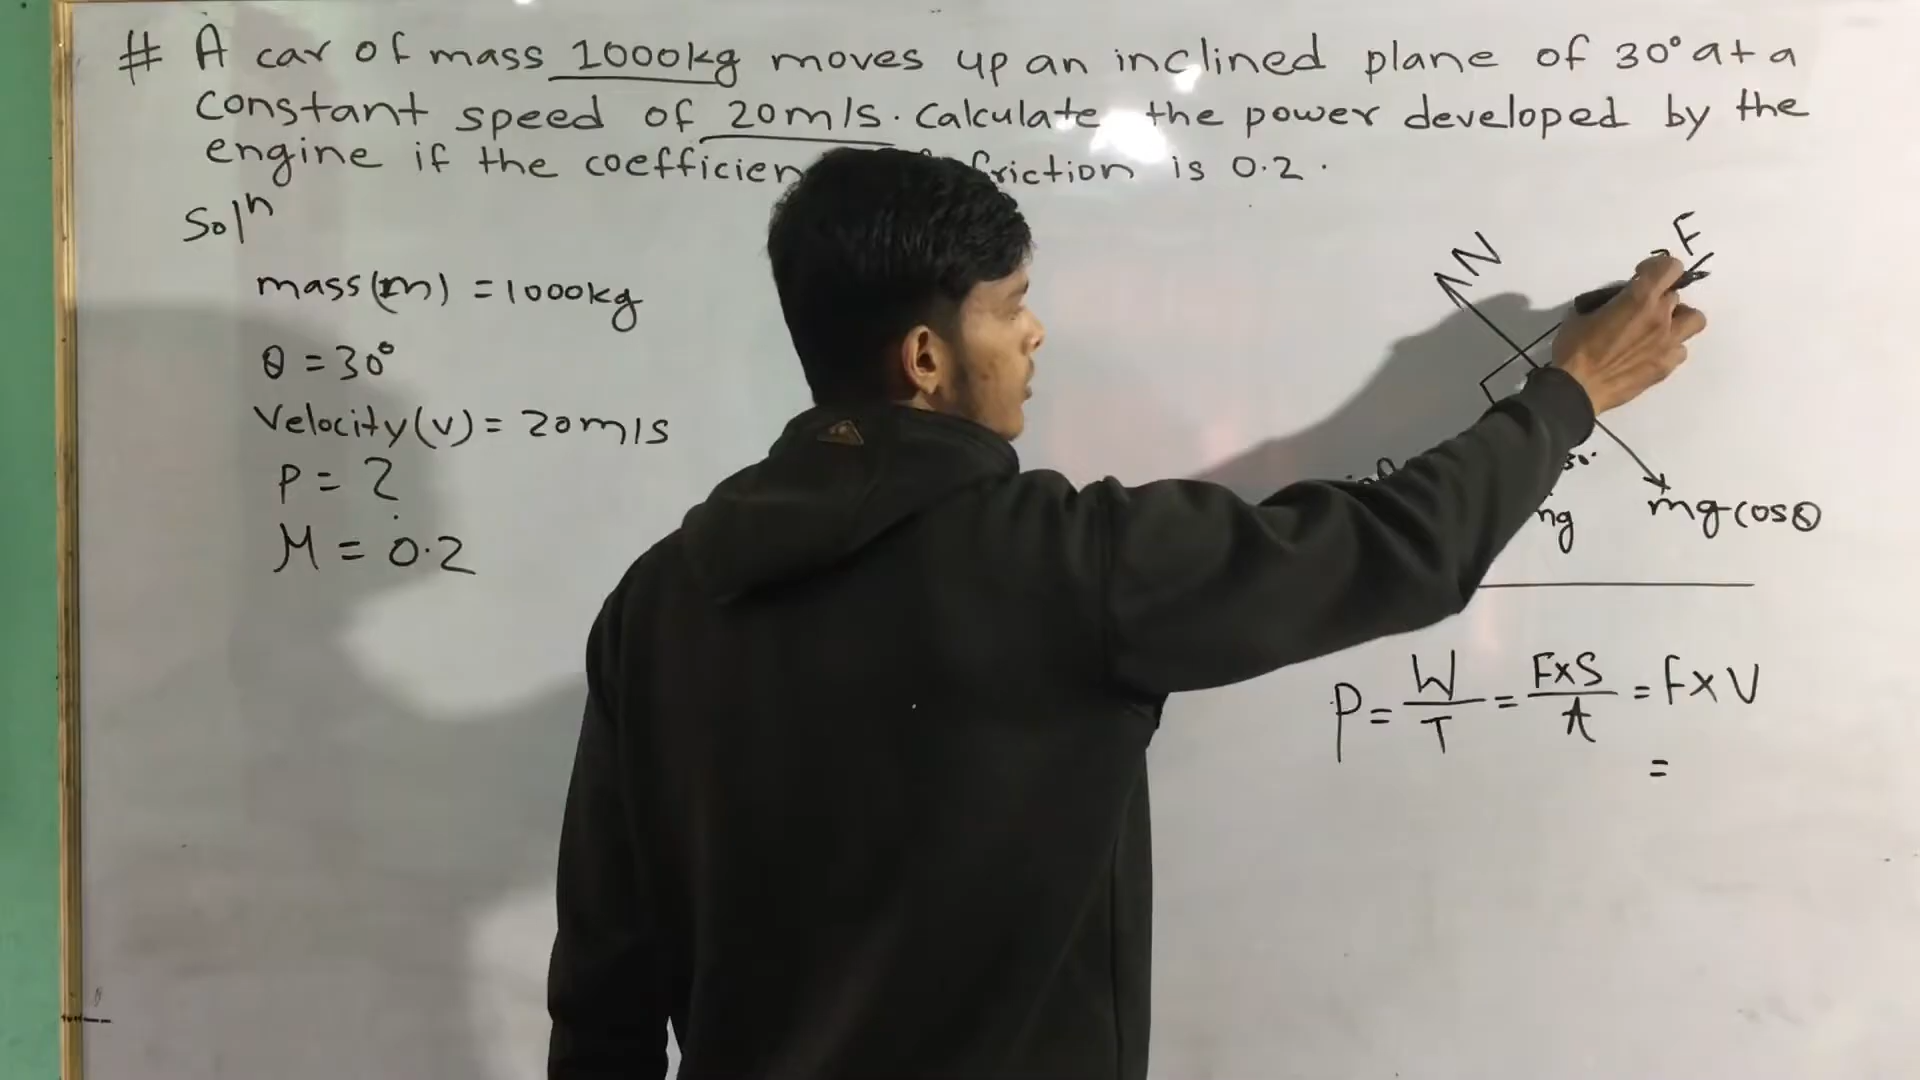 # A car of mass 1000kg moves up an inclined plane of 30° at a
constant speed of 20m/s. Calculate the power developed by the
engine if the friction is 0.2.
Solⁿ
mass(m) = 1000kg
θ = 30°
Velocity(v) = 20m/s
P = ?
μ = 0.2
N
F
30°
mg
mg cosθ
P = W/T = F×S/t = F×V
=